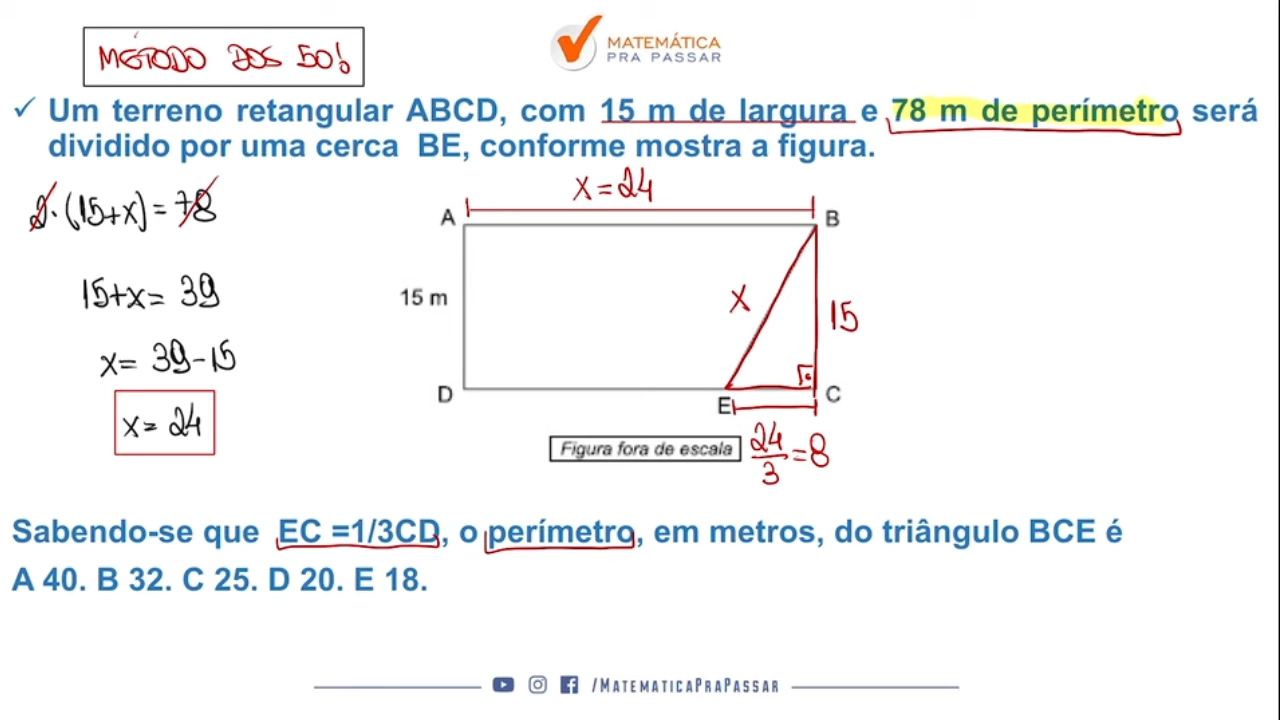 MÉTODO DOS 50!
MATEMÁTICA
PRA PASSAR
✓ Um terreno retangular ABCD, com 15 m de largura e 78 m de perímetro será
dividido por uma cerca BE, conforme mostra a figura.
x = 24
2·(15+x) = 78
A
B
15+x = 39
15 m
x
15
x = 39-15
D
E
C
x = 24
Figura fora de escala
24/3 = 8
Sabendo-se que EC =1/3CD, o perímetro, em metros, do triângulo BCE é
A 40. B 32. C 25. D 20. E 18.
/MATEMATICAPRAPASSAR